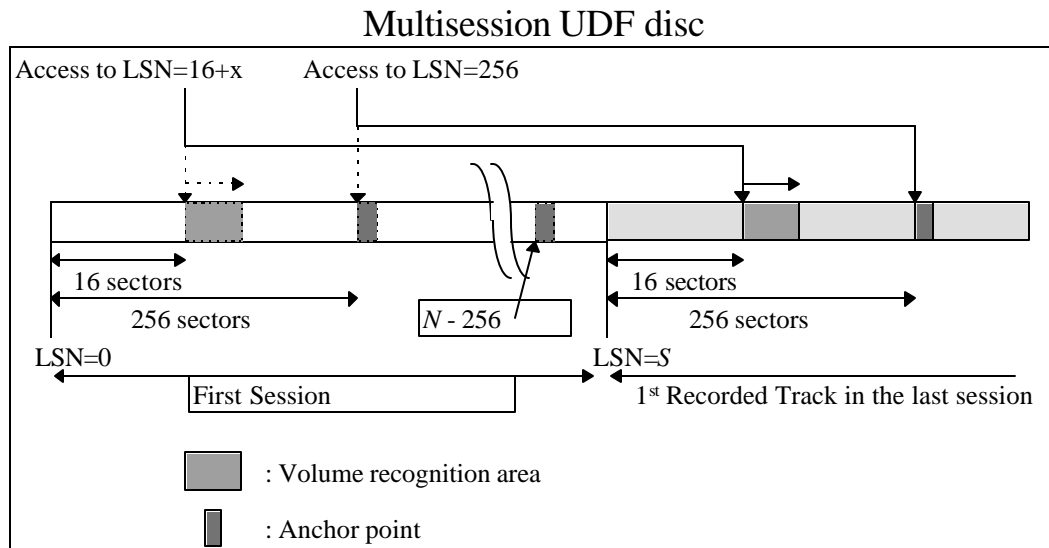 Multisession UDF disc
Access to LSN=16+x
Access to LSN=256
16 sectors
256 sectors
N - 256
16 sectors
256 sectors
LSN=0
LSN=S
First Session
1st Recorded Track in the last session
: Volume recognition area
: Anchor point